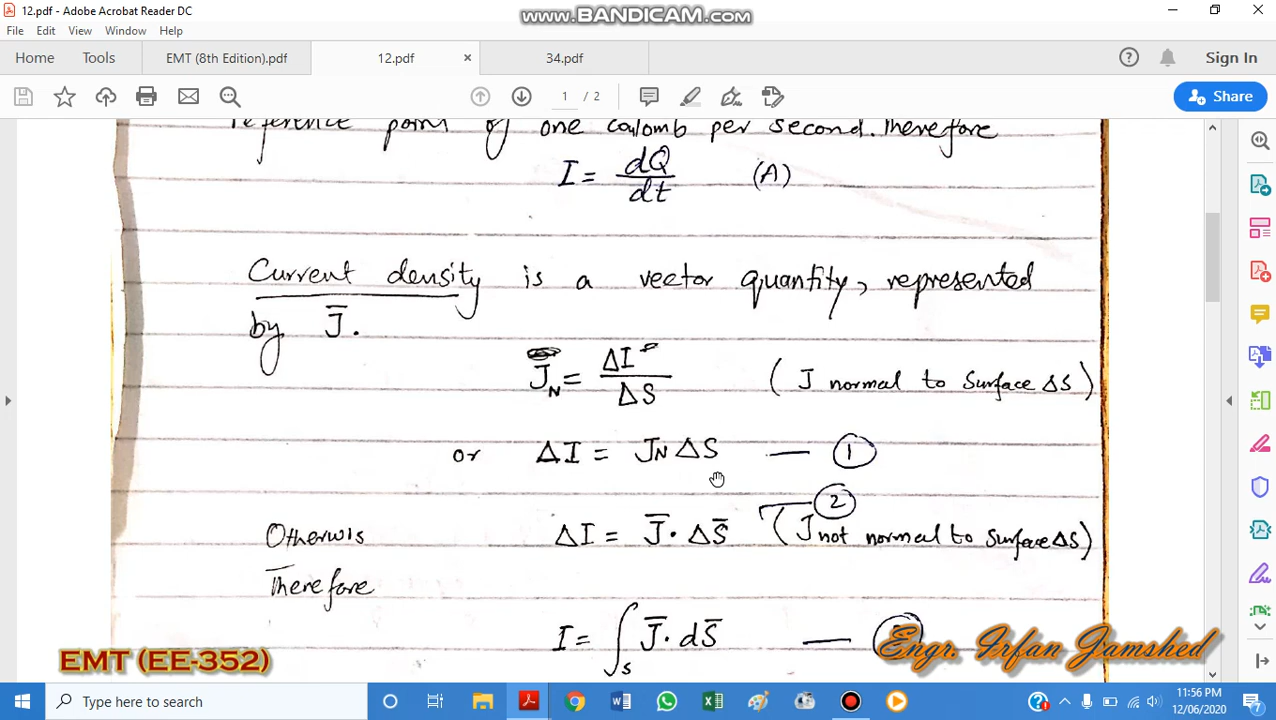 12.pdf - Adobe Acrobat Reader DC
www.BANDICAM.com
File Edit View Window Help
Home Tools EMT (8th Edition).pdf 12.pdf × 34.pdf Sign In
1 / 2 Share
reference point of one coulomb per second. Therefore
I = dQ/dt (A)
Current density is a vector quantity, represented
by J̅.
J̅N = ΔI/ΔS (J normal to surface ΔS)
or ΔI = JN ΔS — ①
②
Otherwis ΔI = J̅ · ΔS̅ (J not normal to surface ΔS)
Therefore
I = ∫S J̅ · dS̅ —
EMT (EE-352) Engr. Irfan Jamshed
Type here to search 11:56 PM
12/06/2020 7